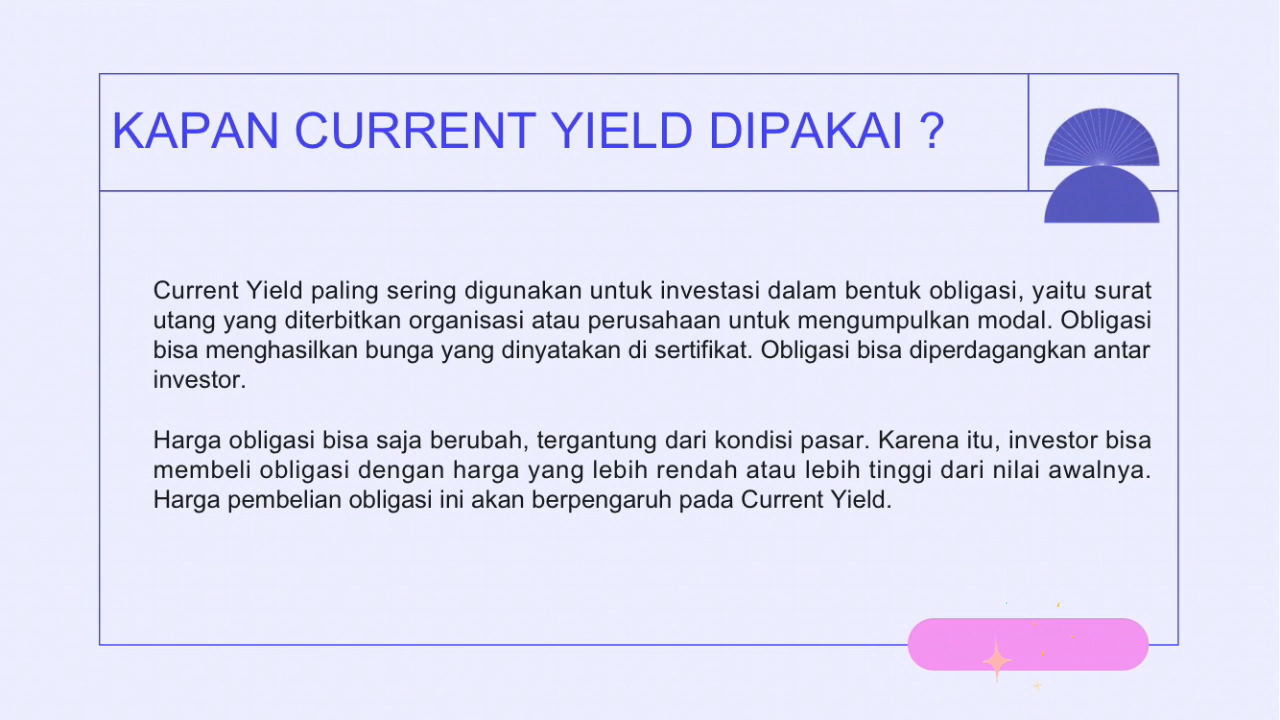 KAPAN CURRENT YIELD DIPAKAI ?
Current Yield paling sering digunakan untuk investasi dalam bentuk obligasi, yaitu surat
utang yang diterbitkan organisasi atau perusahaan untuk mengumpulkan modal. Obligasi
bisa menghasilkan bunga yang dinyatakan di sertifikat. Obligasi bisa diperdagangkan antar
investor.
Harga obligasi bisa saja berubah, tergantung dari kondisi pasar. Karena itu, investor bisa
membeli obligasi dengan harga yang lebih rendah atau lebih tinggi dari nilai awalnya.
Harga pembelian obligasi ini akan berpengaruh pada Current Yield.